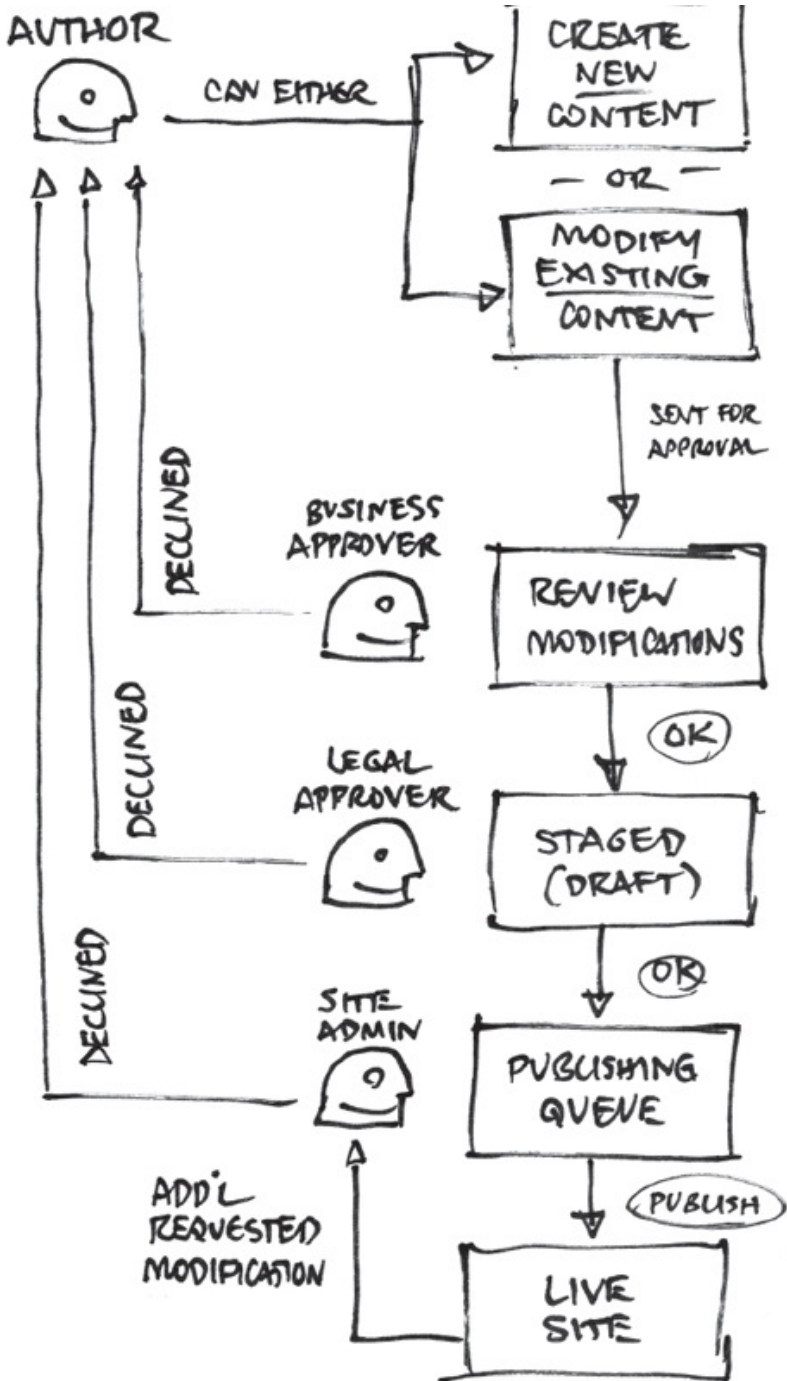 AUTHOR
CAN EITHER
CREATE
NEW
CONTENT
- OR -
MODIFY
EXISTING
CONTENT
SENT FOR
APPROVAL
DECLINED
BUSINESS
APPROVER
REVIEW
MODIFICATIONS
OK
DECLINED
LEGAL
APPROVER
STAGED
(DRAFT)
OK
DECLINED
SITE
ADMIN
PUBLISHING
QUEUE
PUBLISH
ADD'L
REQUESTED
MODIFICATION
LIVE
SITE